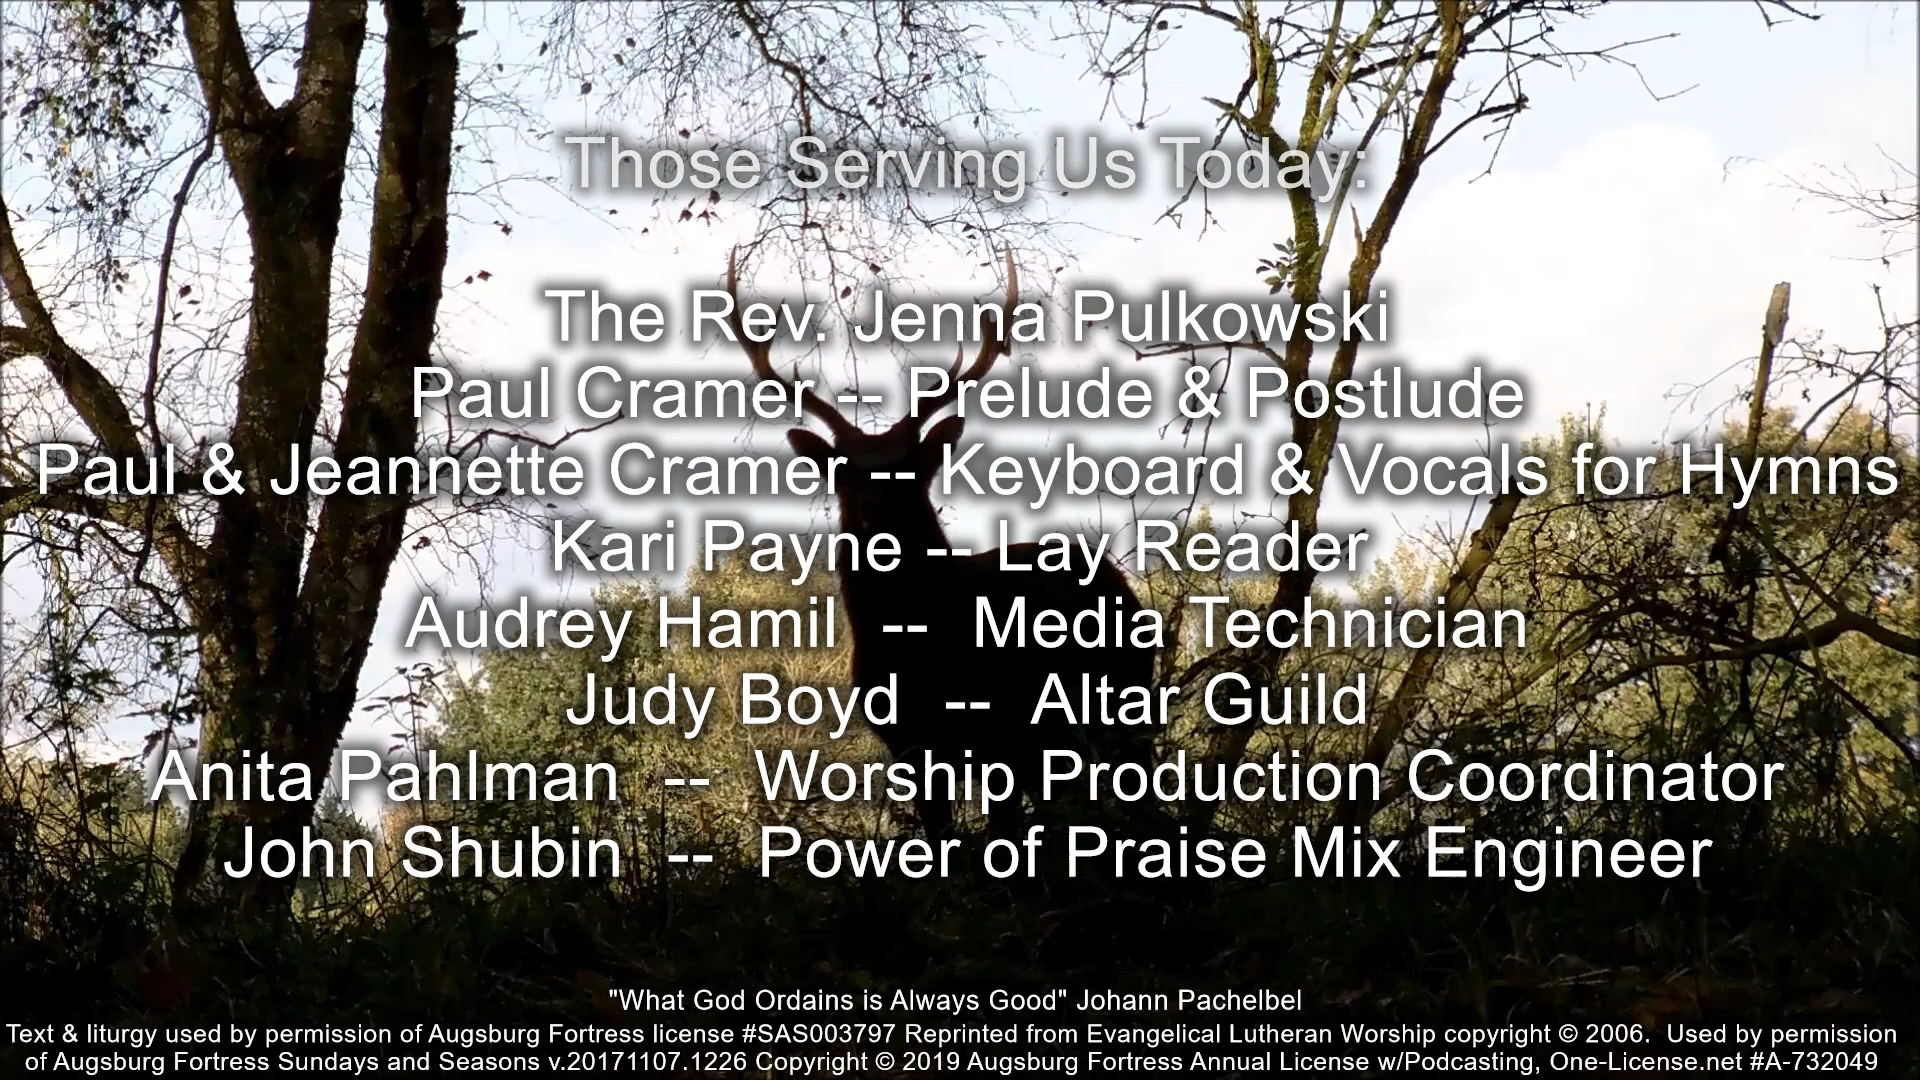 Those Serving Us Today:
The Rev. Jenna Pulkowski
Paul Cramer -- Prelude & Postlude
Paul & Jeannette Cramer -- Keyboard & Vocals for Hymns
Kari Payne -- Lay Reader
Audrey Hamil -- Media Technician
Judy Boyd -- Altar Guild
Anita Pahlman -- Worship Production Coordinator
John Shubin -- Power of Praise Mix Engineer
"What God Ordains is Always Good" Johann Pachelbel
Text & liturgy used by permission of Augsburg Fortress license #SAS003797 Reprinted from Evangelical Lutheran Worship copyright © 2006. Used by permission
of Augsburg Fortress Sundays and Seasons v.20171107.1226 Copyright © 2019 Augsburg Fortress Annual License w/Podcasting, One-License.net #A-732049